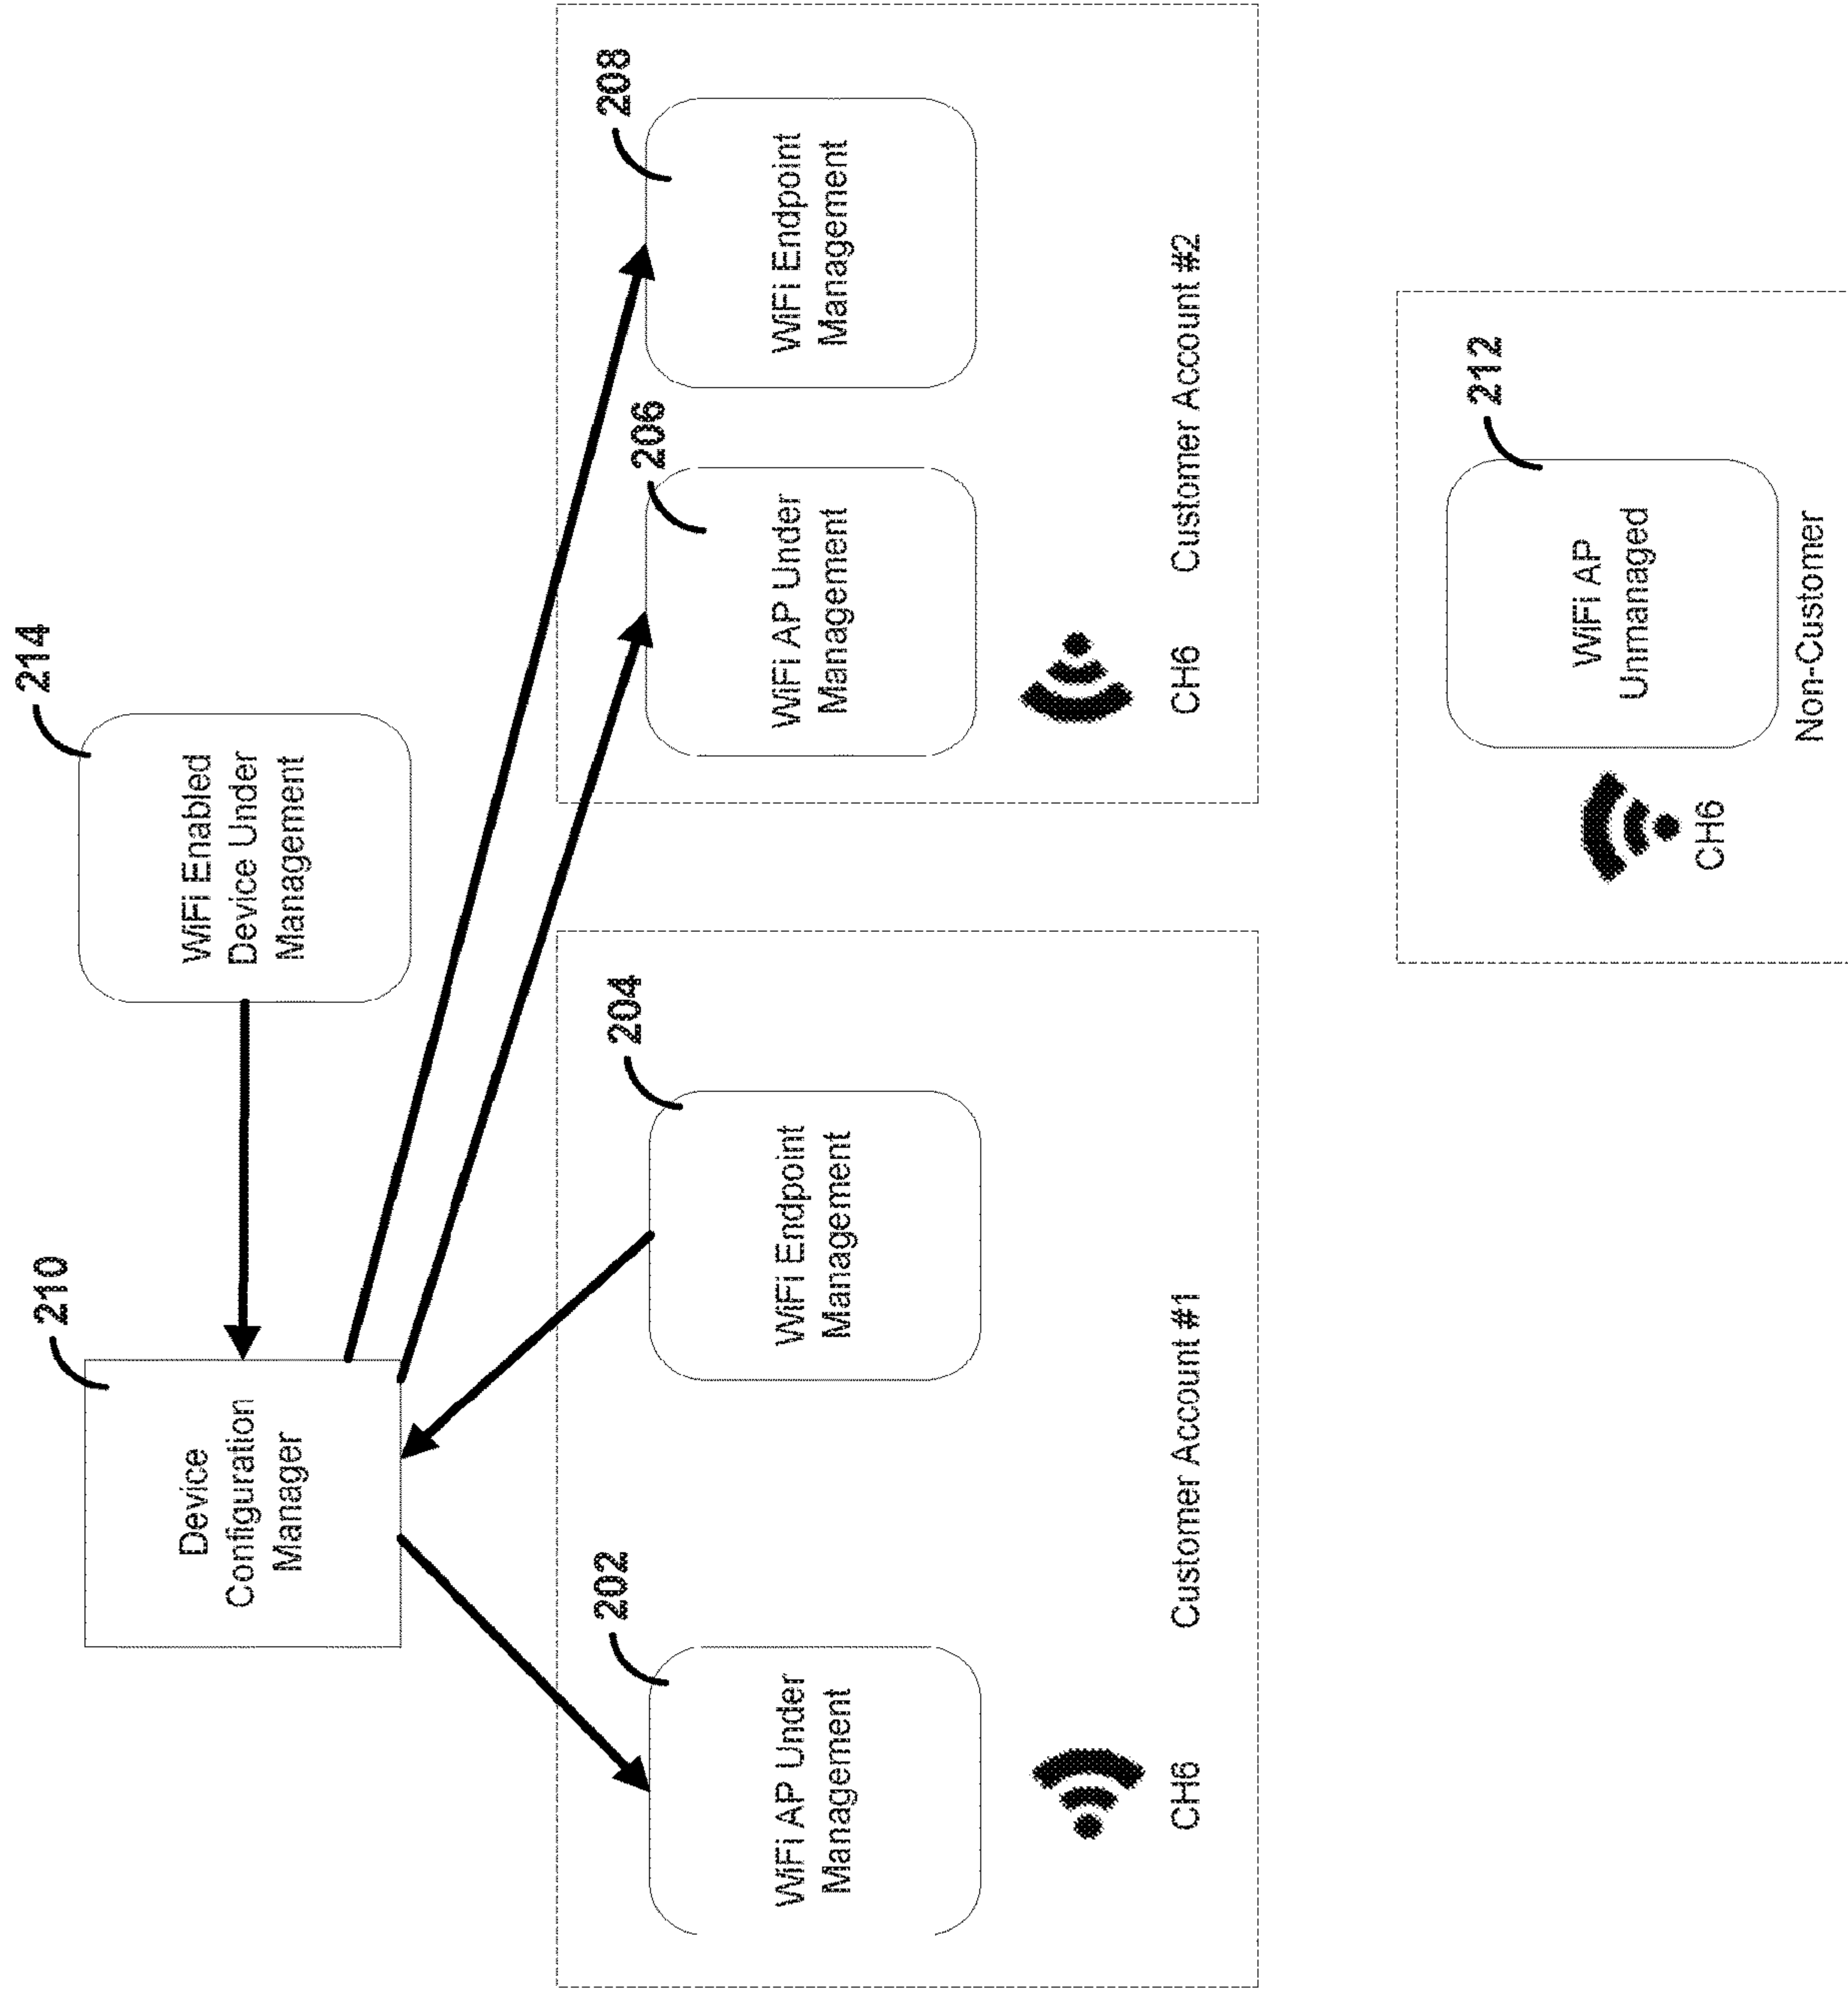 210
Device
Configuration
Manager
214
WiFi Enabled
Device Under
Management
202
WiFi AP Under
Management
CH6
204
WiFi Endpoint
Management
Customer Account #1
206
WiFi AP Under
Management
CH6
208
WiFi Endpoint
Management
Customer Account #2
212
WiFi AP
Unmanaged
CH6
Non-Customer